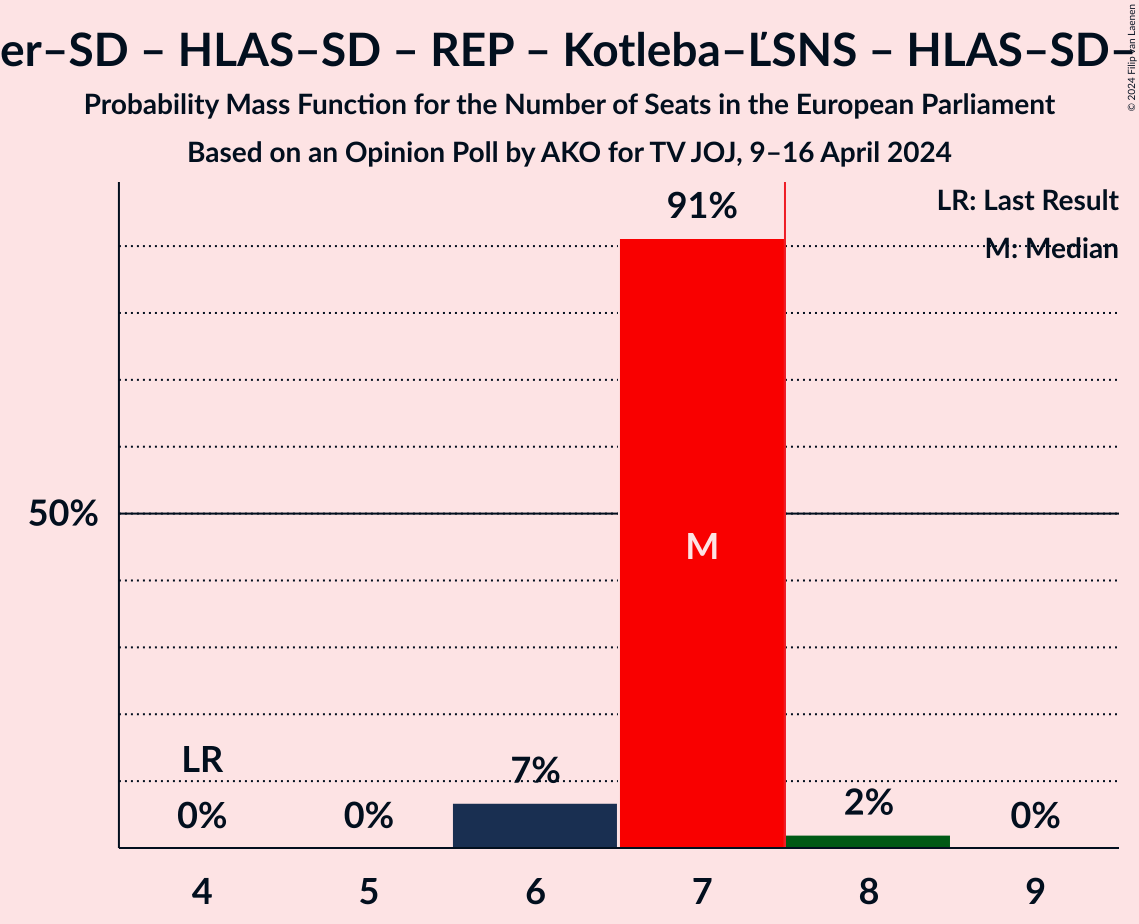 er–SD – HLAS–SD – REP – Kotleba–ĽSNS – HLAS–SD–
Probability Mass Function for the Number of Seats in the European Parliament
Based on an Opinion Poll by AKO for TV JOJ, 9–16 April 2024
© 2024 Filip van Laenen
LR: Last Result
M: Median
91%
50%
M
LR
7%
2%
0%
0%
0%
4
5
6
7
8
9